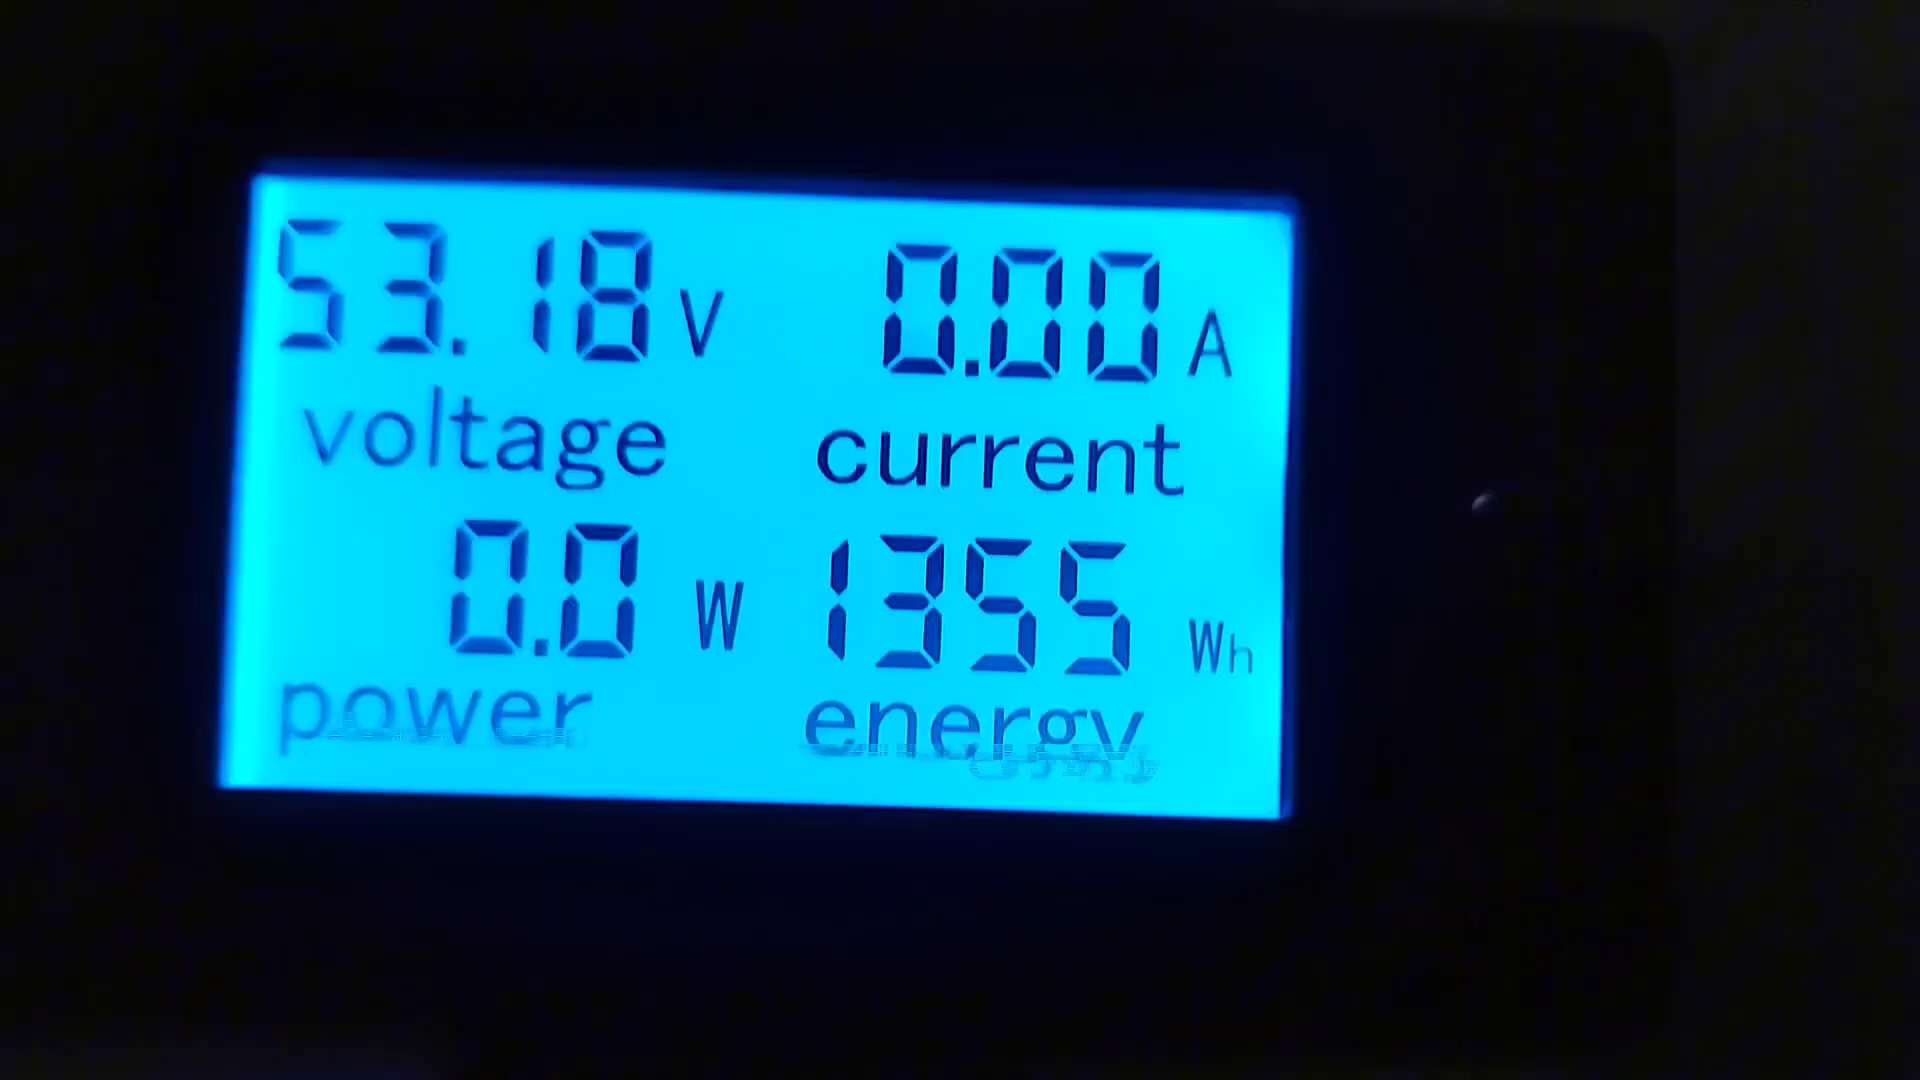 53.18 V 0.00 A
voltage current
0.0 W 1355 Wh
power energy